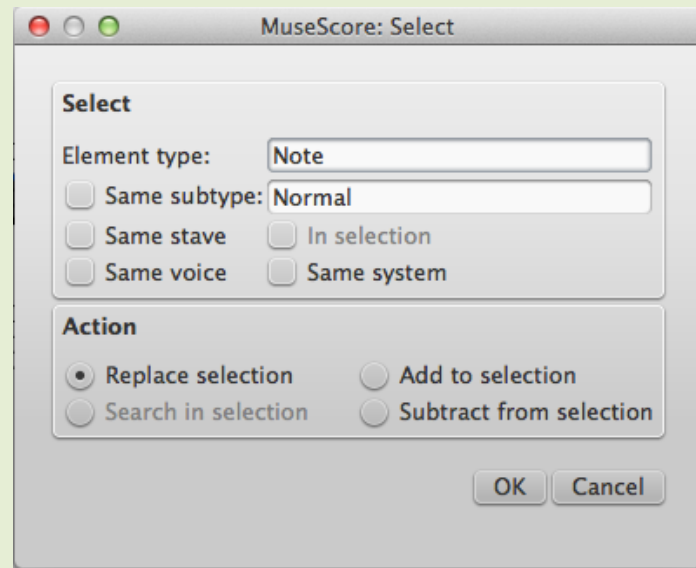 MuseScore: Select
Select
Element type: Note
Same subtype: Normal
Same stave In selection
Same voice Same system
Action
Replace selection Add to selection
Search in selection Subtract from selection
OK Cancel